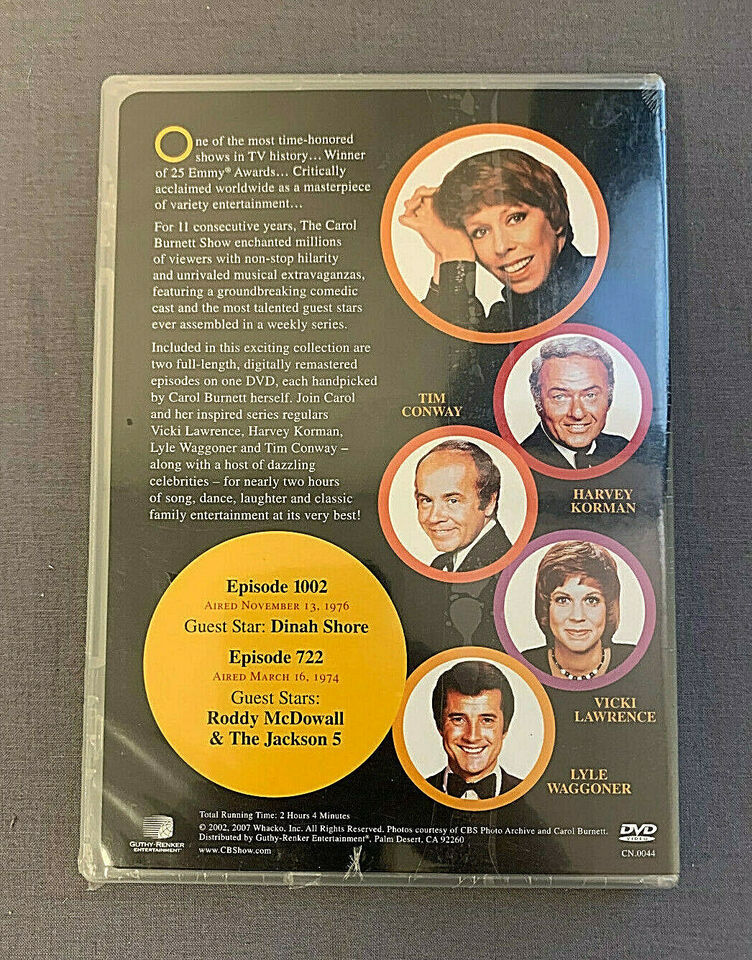 One of the most time-honored
shows in TV history... Winner
of 25 Emmy® Awards... Critically
acclaimed worldwide as a masterpiece
of variety entertainment...
For 11 consecutive years, The Carol
Burnett Show enchanted millions
of viewers with non-stop hilarity
and unrivaled musical extravaganzas,
featuring a groundbreaking comedic
cast and the most talented guest stars
ever assembled in a weekly series.
Included in this exciting collection are
two full-length, digitally remastered
episodes on one DVD, each handpicked
by Carol Burnett herself. Join Carol
and her inspired series regulars
Vicki Lawrence, Harvey Korman,
Lyle Waggoner and Tim Conway –
along with a host of dazzling
celebrities – for nearly two hours
of song, dance, laughter and classic
family entertainment at its very best!
TIM
CONWAY
HARVEY
KORMAN
VICKI
LAWRENCE
LYLE
WAGGONER
Episode 1002
AIRED NOVEMBER 13, 1976
Guest Star: Dinah Shore
Episode 722
AIRED MARCH 16, 1974
Guest Stars:
Roddy McDowall
& The Jackson 5
GUTHY-RENKER
ENTERTAINMENT
Total Running Time: 2 Hours 4 Minutes
© 2002, 2007 Whacko, Inc. All Rights Reserved. Photos courtesy of CBS Photo Archive and Carol Burnett.
Distributed by Guthy-Renker Entertainment®, Palm Desert, CA 92260
www.CBShow.com
DVD
VIDEO
CN.0044